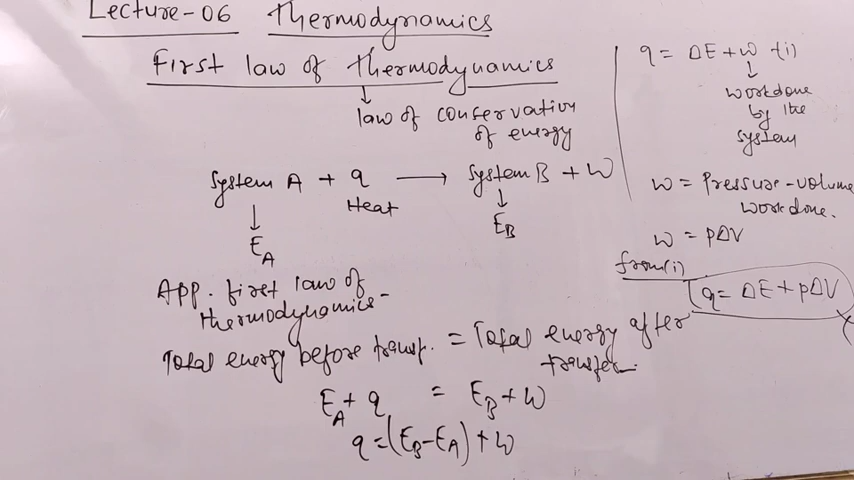 Lecture-06 Thermodynamics
First law of Thermodynamics
↓
law of conservation
of energy
System A + q ⟶ System B + W
Heat
↓ ↓
E_A E_B
App. first law of
thermodynamics-
Total energy before transf. = Total energy after
transfer.
E_A + q = E_B + W
q = (E_B - E_A) + W
q = ΔE + W -(i)
↓
workdone
by the
system
W = Pressure-volume
workdone.
W = PΔV
from(i)
q = ΔE + PΔV